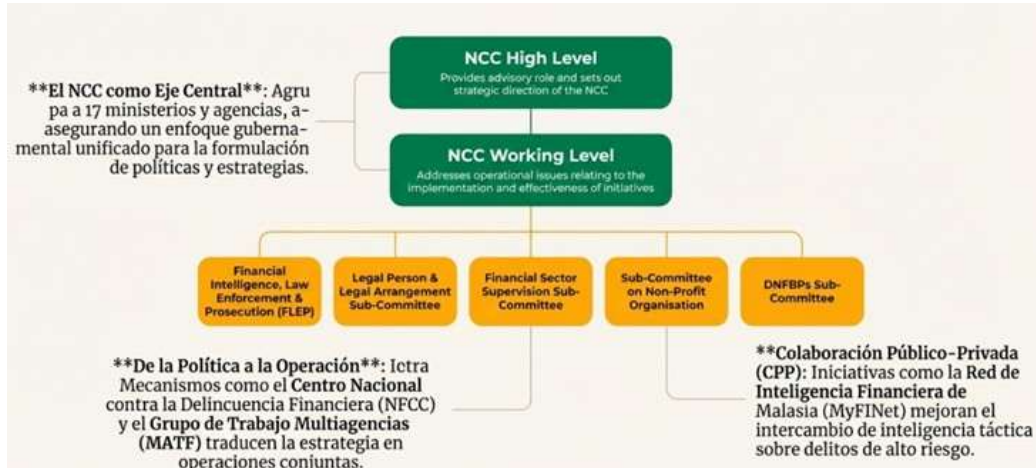 NCC High Level
Provides advisory role and sets out
strategic direction of the NCC
**El NCC como Eje Central**: Agru
pa a 17 ministerios y agencias, a-
asegurando un enfoque guberna-
mental unificado para la formulación
de políticas y estrategias.
NCC Working Level
Addresses operational issues relating to the
implementation and effectiveness of initiatives
Financial
Intelligence, Law
Enforcement &
Prosecution (FLEP)
Legal Person &
Legal Arrangement
Sub-Committee
Financial Sector
Supervision Sub-
Committee
Sub-Committee
on Non-Profit
Organisation
DNFBPs Sub-
Committee
**De la Política a la Operación**: Ictra
Mecanismos como el Centro Nacional
contra la Delincuencia Financiera (NFCC)
y el Grupo de Trabajo Multiagencias
(MATF) traducen la estrategia en
operaciones conjuntas.
**Colaboración Público-Privada
(CPP): Iniciativas como la Red de
Inteligencia Financiera de
Malasia (MyFINet) mejoran el
intercambio de inteligencia táctica
sobre delitos de alto riesgo.